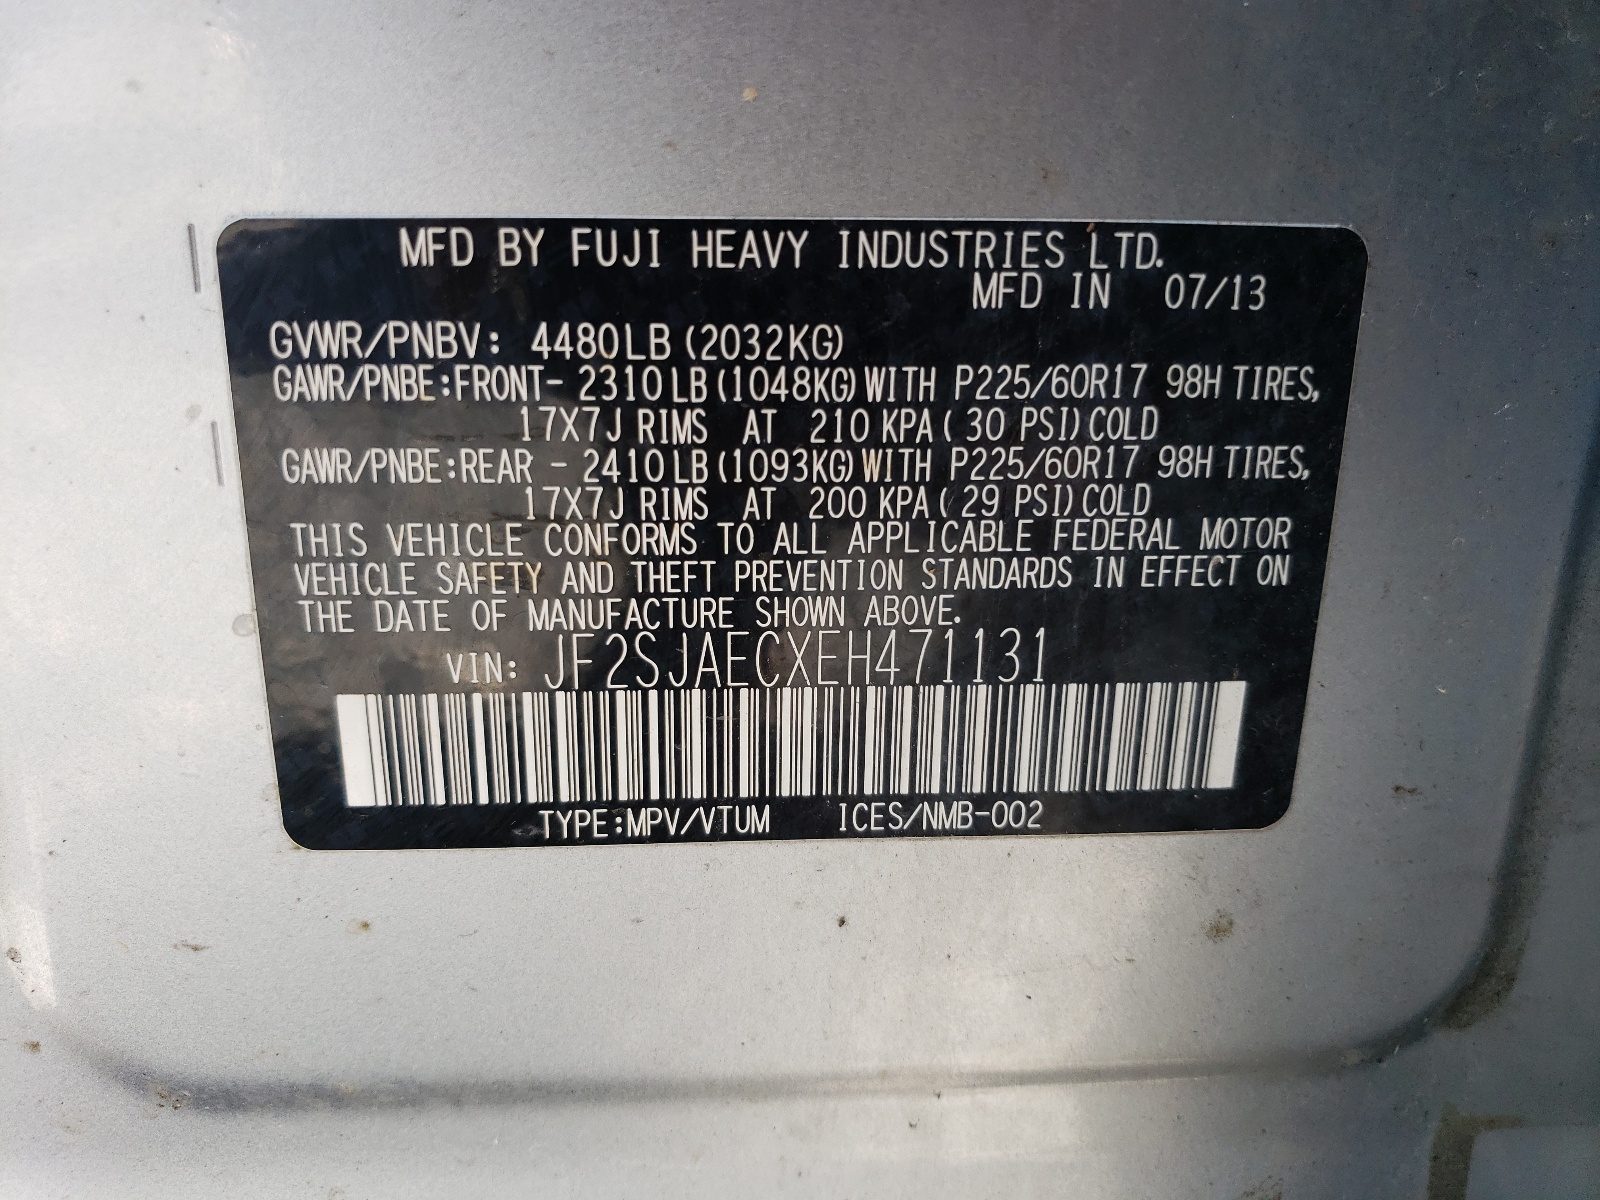 MFD BY FUJI HEAVY INDUSTRIES LTD.
MFD IN 07/13
GVWR/PNBV: 4480LB (2032KG)
GAWR/PNBE:FRONT- 2310LB (1048KG) WITH P225/60R17 98H TIRES,
17X7J RIMS AT 210 KPA ( 30 PSI) COLD
GAWR/PNBE:REAR - 2410LB (1093KG) WITH P225/60R17 98H TIRES,
17X7J RIMS AT 200 KPA ( 29 PSI) COLD
THIS VEHICLE CONFORMS TO ALL APPLICABLE FEDERAL MOTOR
VEHICLE SAFETY AND THEFT PREVENTION STANDARDS IN EFFECT ON
THE DATE OF MANUFACTURE SHOWN ABOVE.
VIN: JF2SJAECXEH471131
TYPE:MPV/VTUM ICES/NMB-002